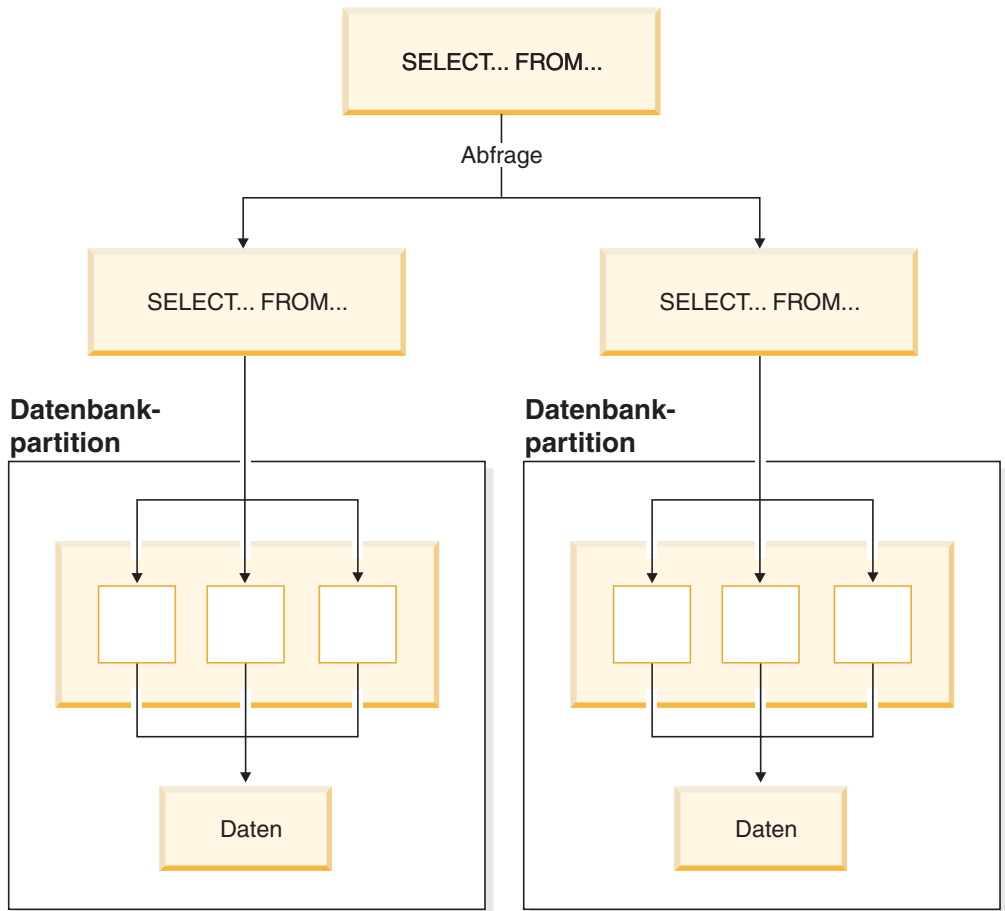 SELECT... FROM...
Abfrage
SELECT... FROM...
SELECT... FROM...
Datenbank-
partition
Datenbank-
partition
Daten
Daten